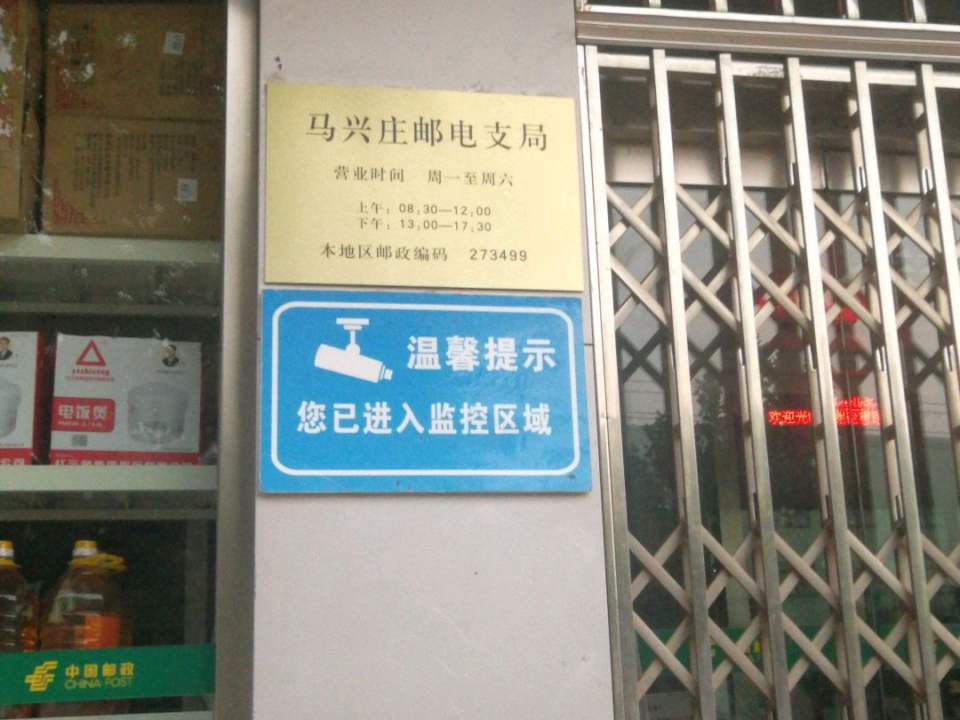 马兴庄邮电支局
营业时间 周一至周六
上午：08,30—12,00
下午：13,00—17,30
本地区邮政编码 273499
温馨提示
您已进入监控区域
电饭煲
欢迎光
中国邮政
CHINA POST